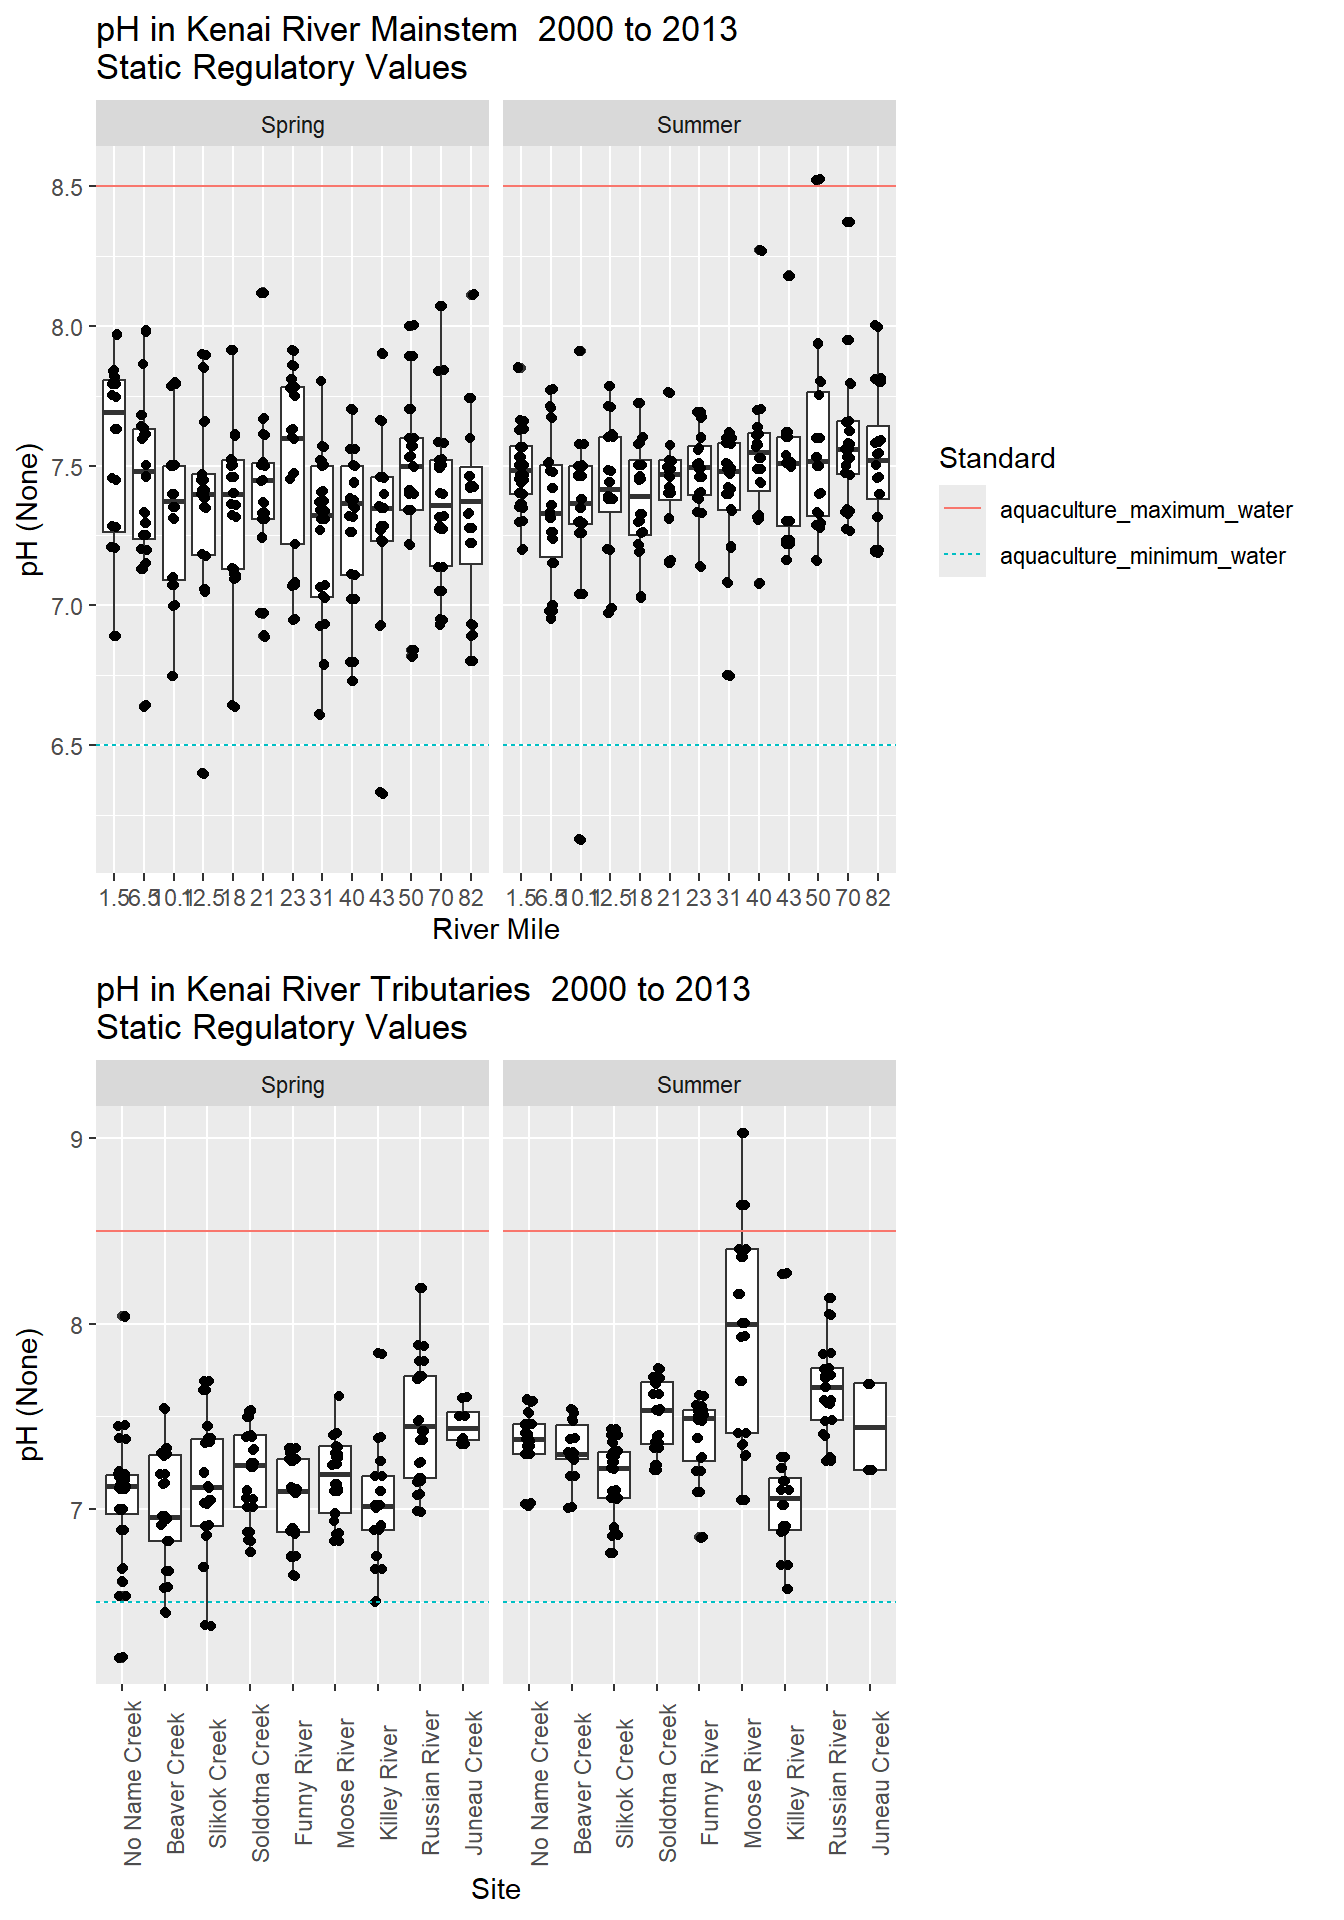 pH in Kenai River Mainstem  2000 to 2013
Static Regulatory Values
Spring
Summer
8.5
8.0
7.5
7.0
6.5
pH (None)
1.5 6.5 10.1 12.5 18 21 23 31 40 43 50 70 82
1.5 6.5 10.1 12.5 18 21 23 31 40 43 50 70 82
River Mile
Standard
aquaculture_maximum_water
aquaculture_minimum_water
pH in Kenai River Tributaries  2000 to 2013
Static Regulatory Values
Spring
Summer
9
8
7
pH (None)
No Name Creek
Beaver Creek
Slikok Creek
Soldotna Creek
Funny River
Moose River
Killey River
Russian River
Juneau Creek
No Name Creek
Beaver Creek
Slikok Creek
Soldotna Creek
Funny River
Moose River
Killey River
Russian River
Juneau Creek
Site